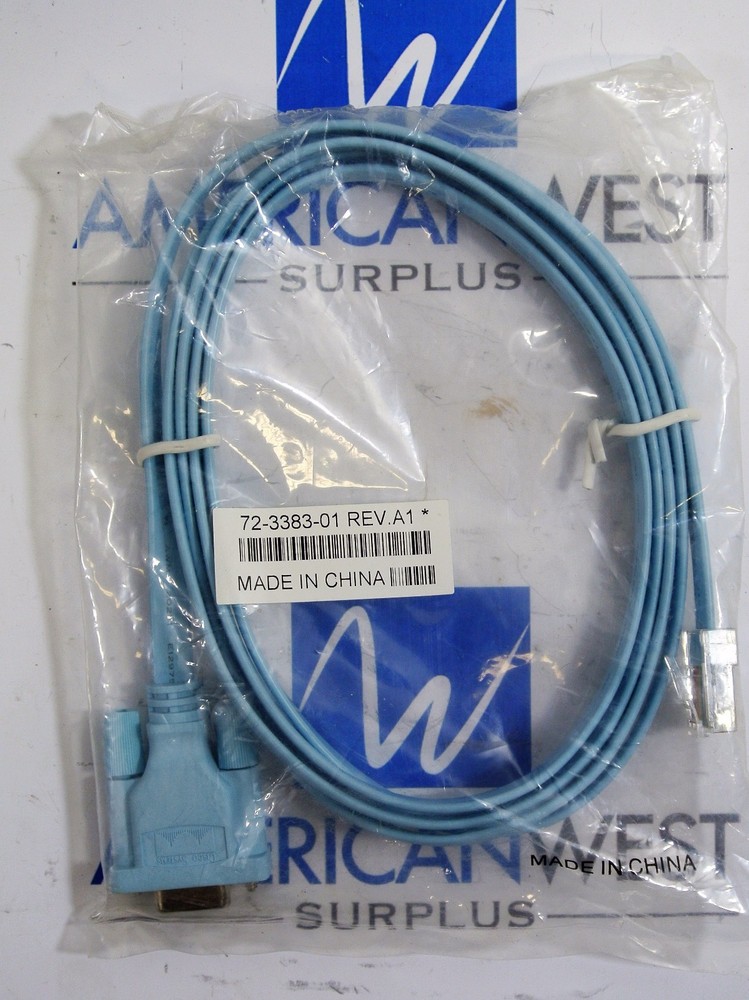 AMERICAN WEST
SURPLUS
72-3383-01 REV.A1 *
MADE IN CHINA
AMERICAN WEST
MADE IN CHINA
SURPLUS